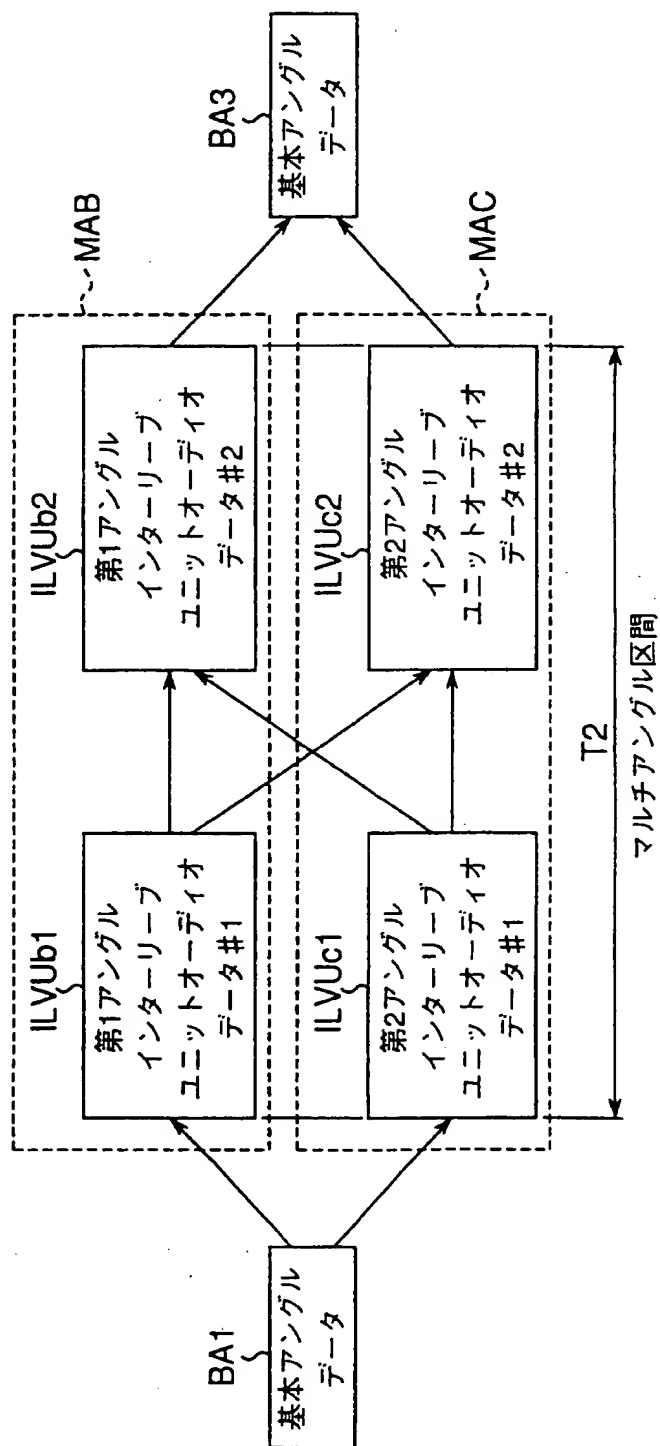 BA1
基本アングル
データ
MAB
ILVUb1
第1アングル
インターリーブ
ユニットオーディオ
データ#1
ILVUb2
第1アングル
インターリーブ
ユニットオーディオ
データ#2
ILVUc1
第2アングル
インターリーブ
ユニットオーディオ
データ#1
ILVUc2
第2アングル
インターリーブ
ユニットオーディオ
データ#2
MAC
BA3
基本アングル
データ
T2
マルチアングル区間